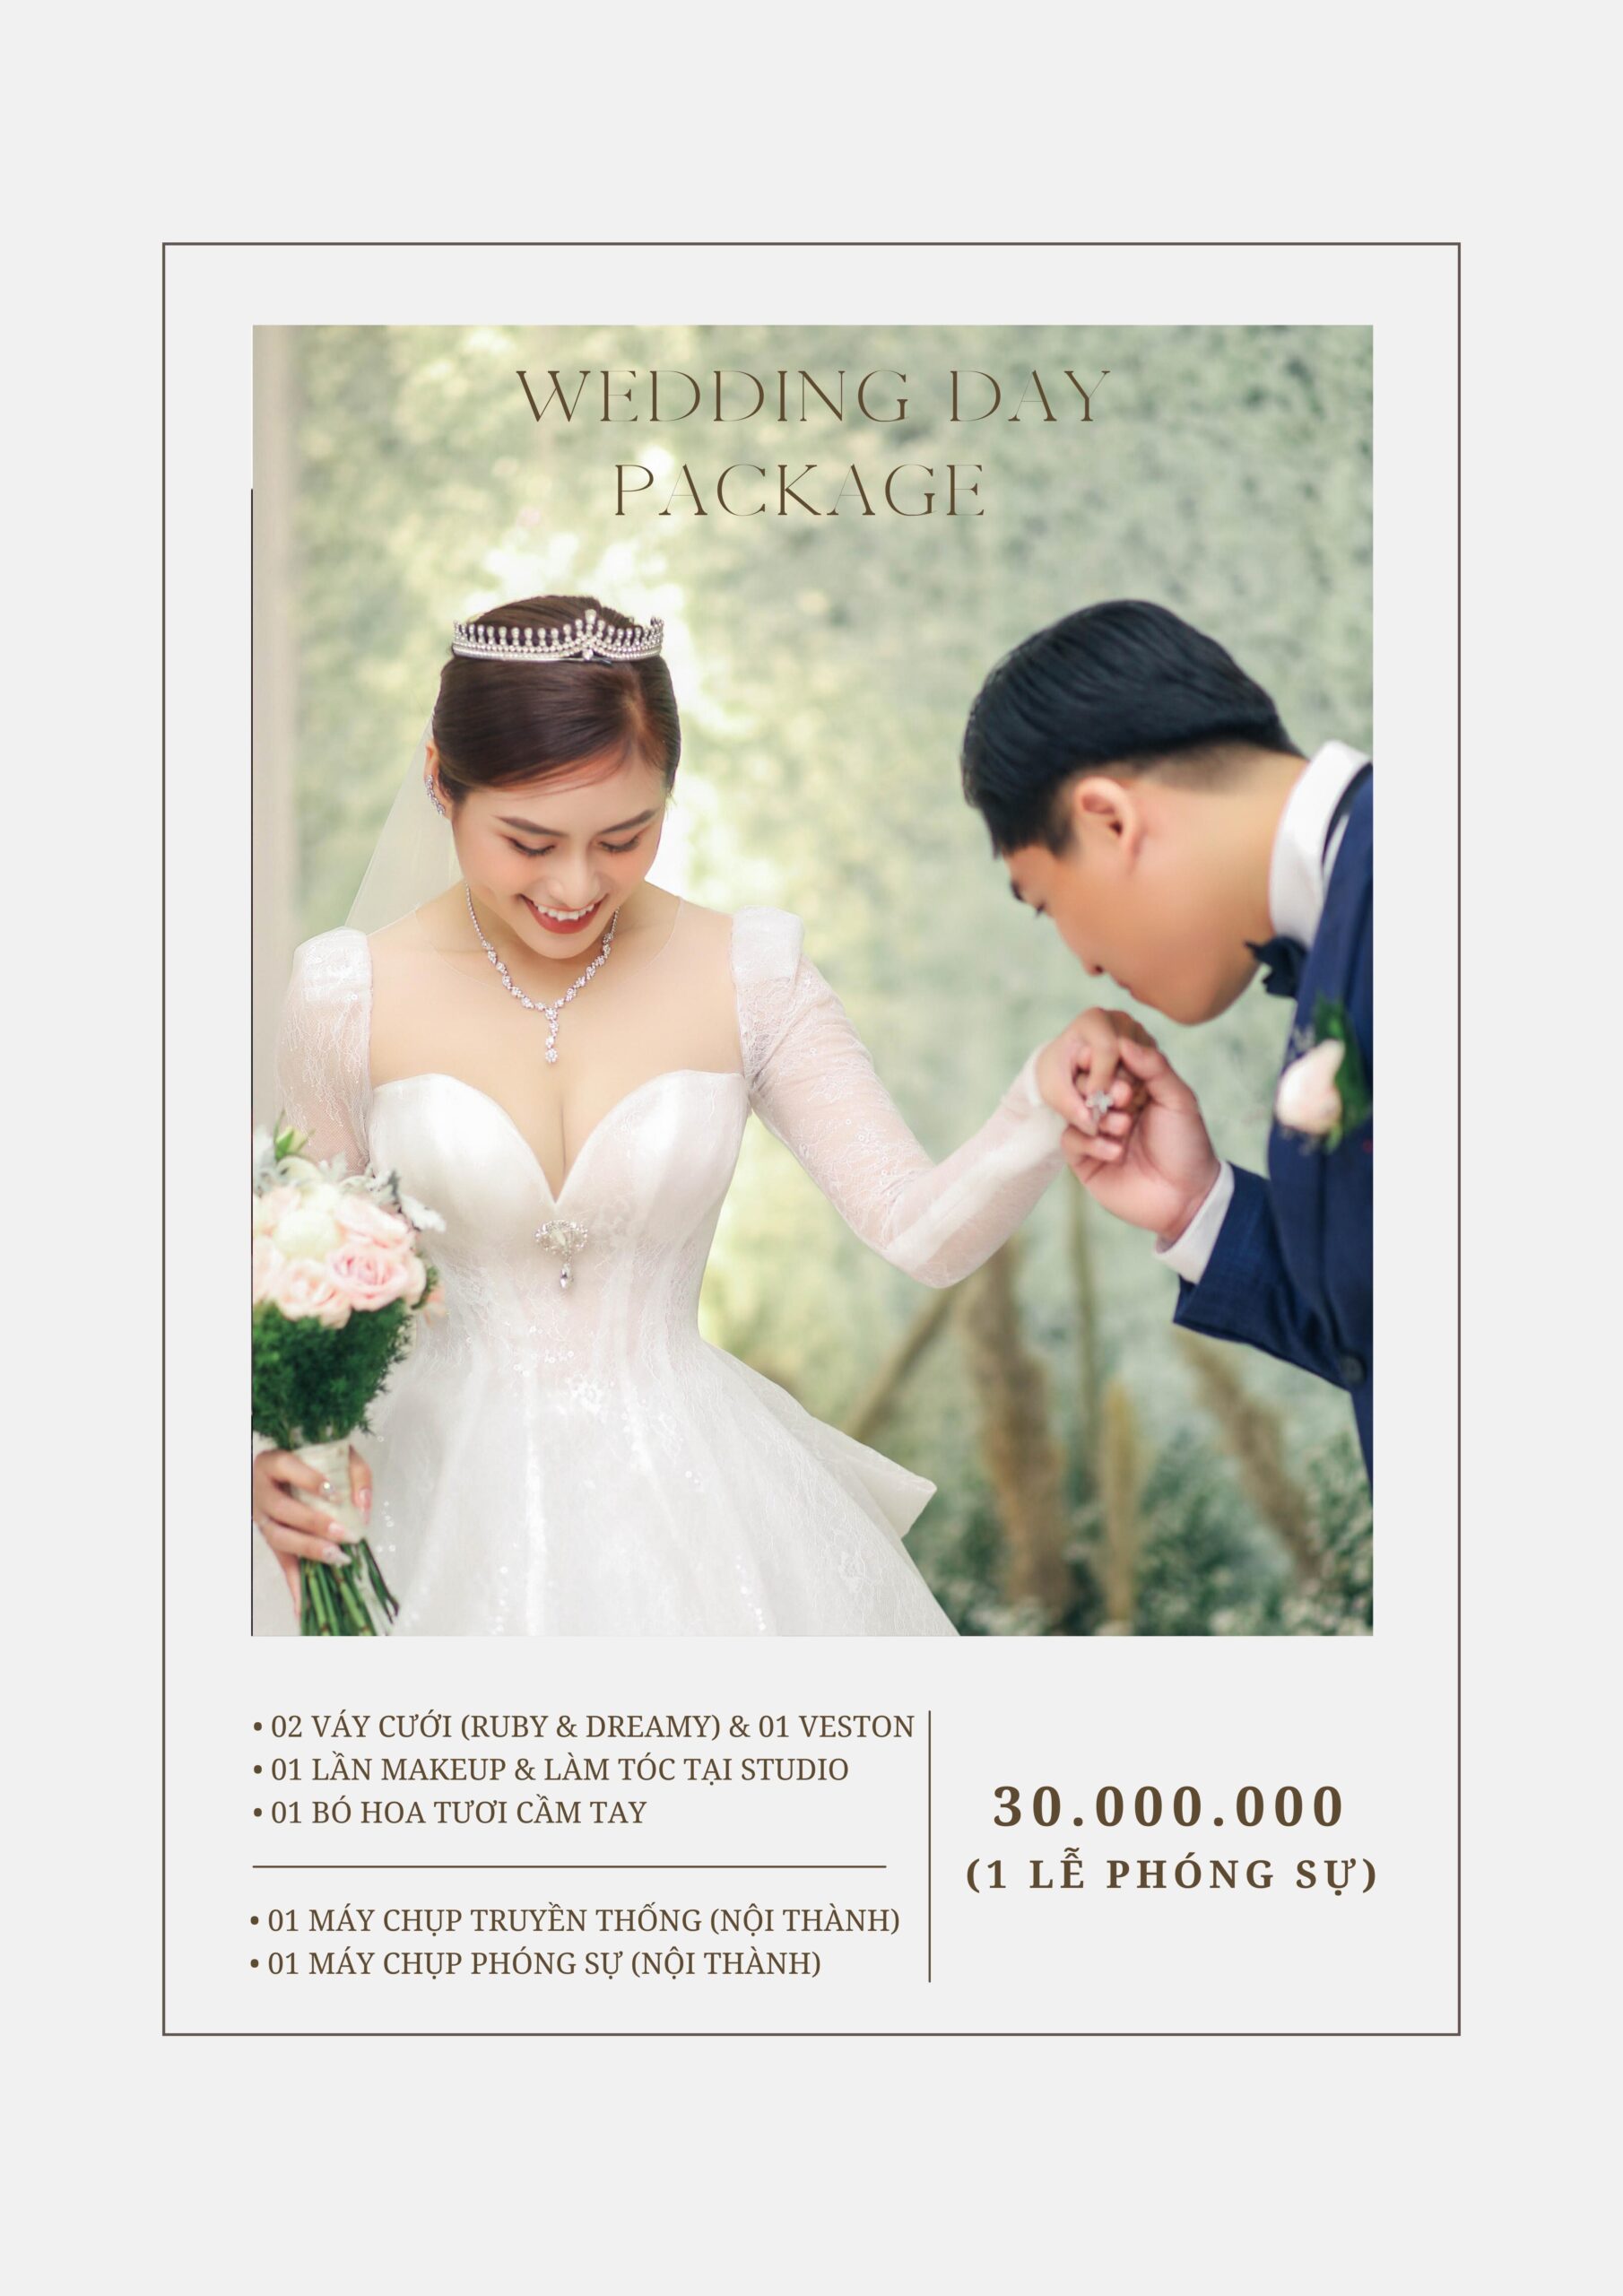 WEDDING DAY
PACKAGE
• 02 VÁY CƯỚI (RUBY & DREAMY) & 01 VESTON
• 01 LẦN MAKEUP & LÀM TÓC TẠI STUDIO
• 01 BÓ HOA TƯƠI CẦM TAY
• 01 MÁY CHỤP TRUYỀN THỐNG (NỘI THÀNH)
• 01 MÁY CHỤP PHÓNG SỰ (NỘI THÀNH)
30.000.000
(1 LỄ PHÓNG SỰ)